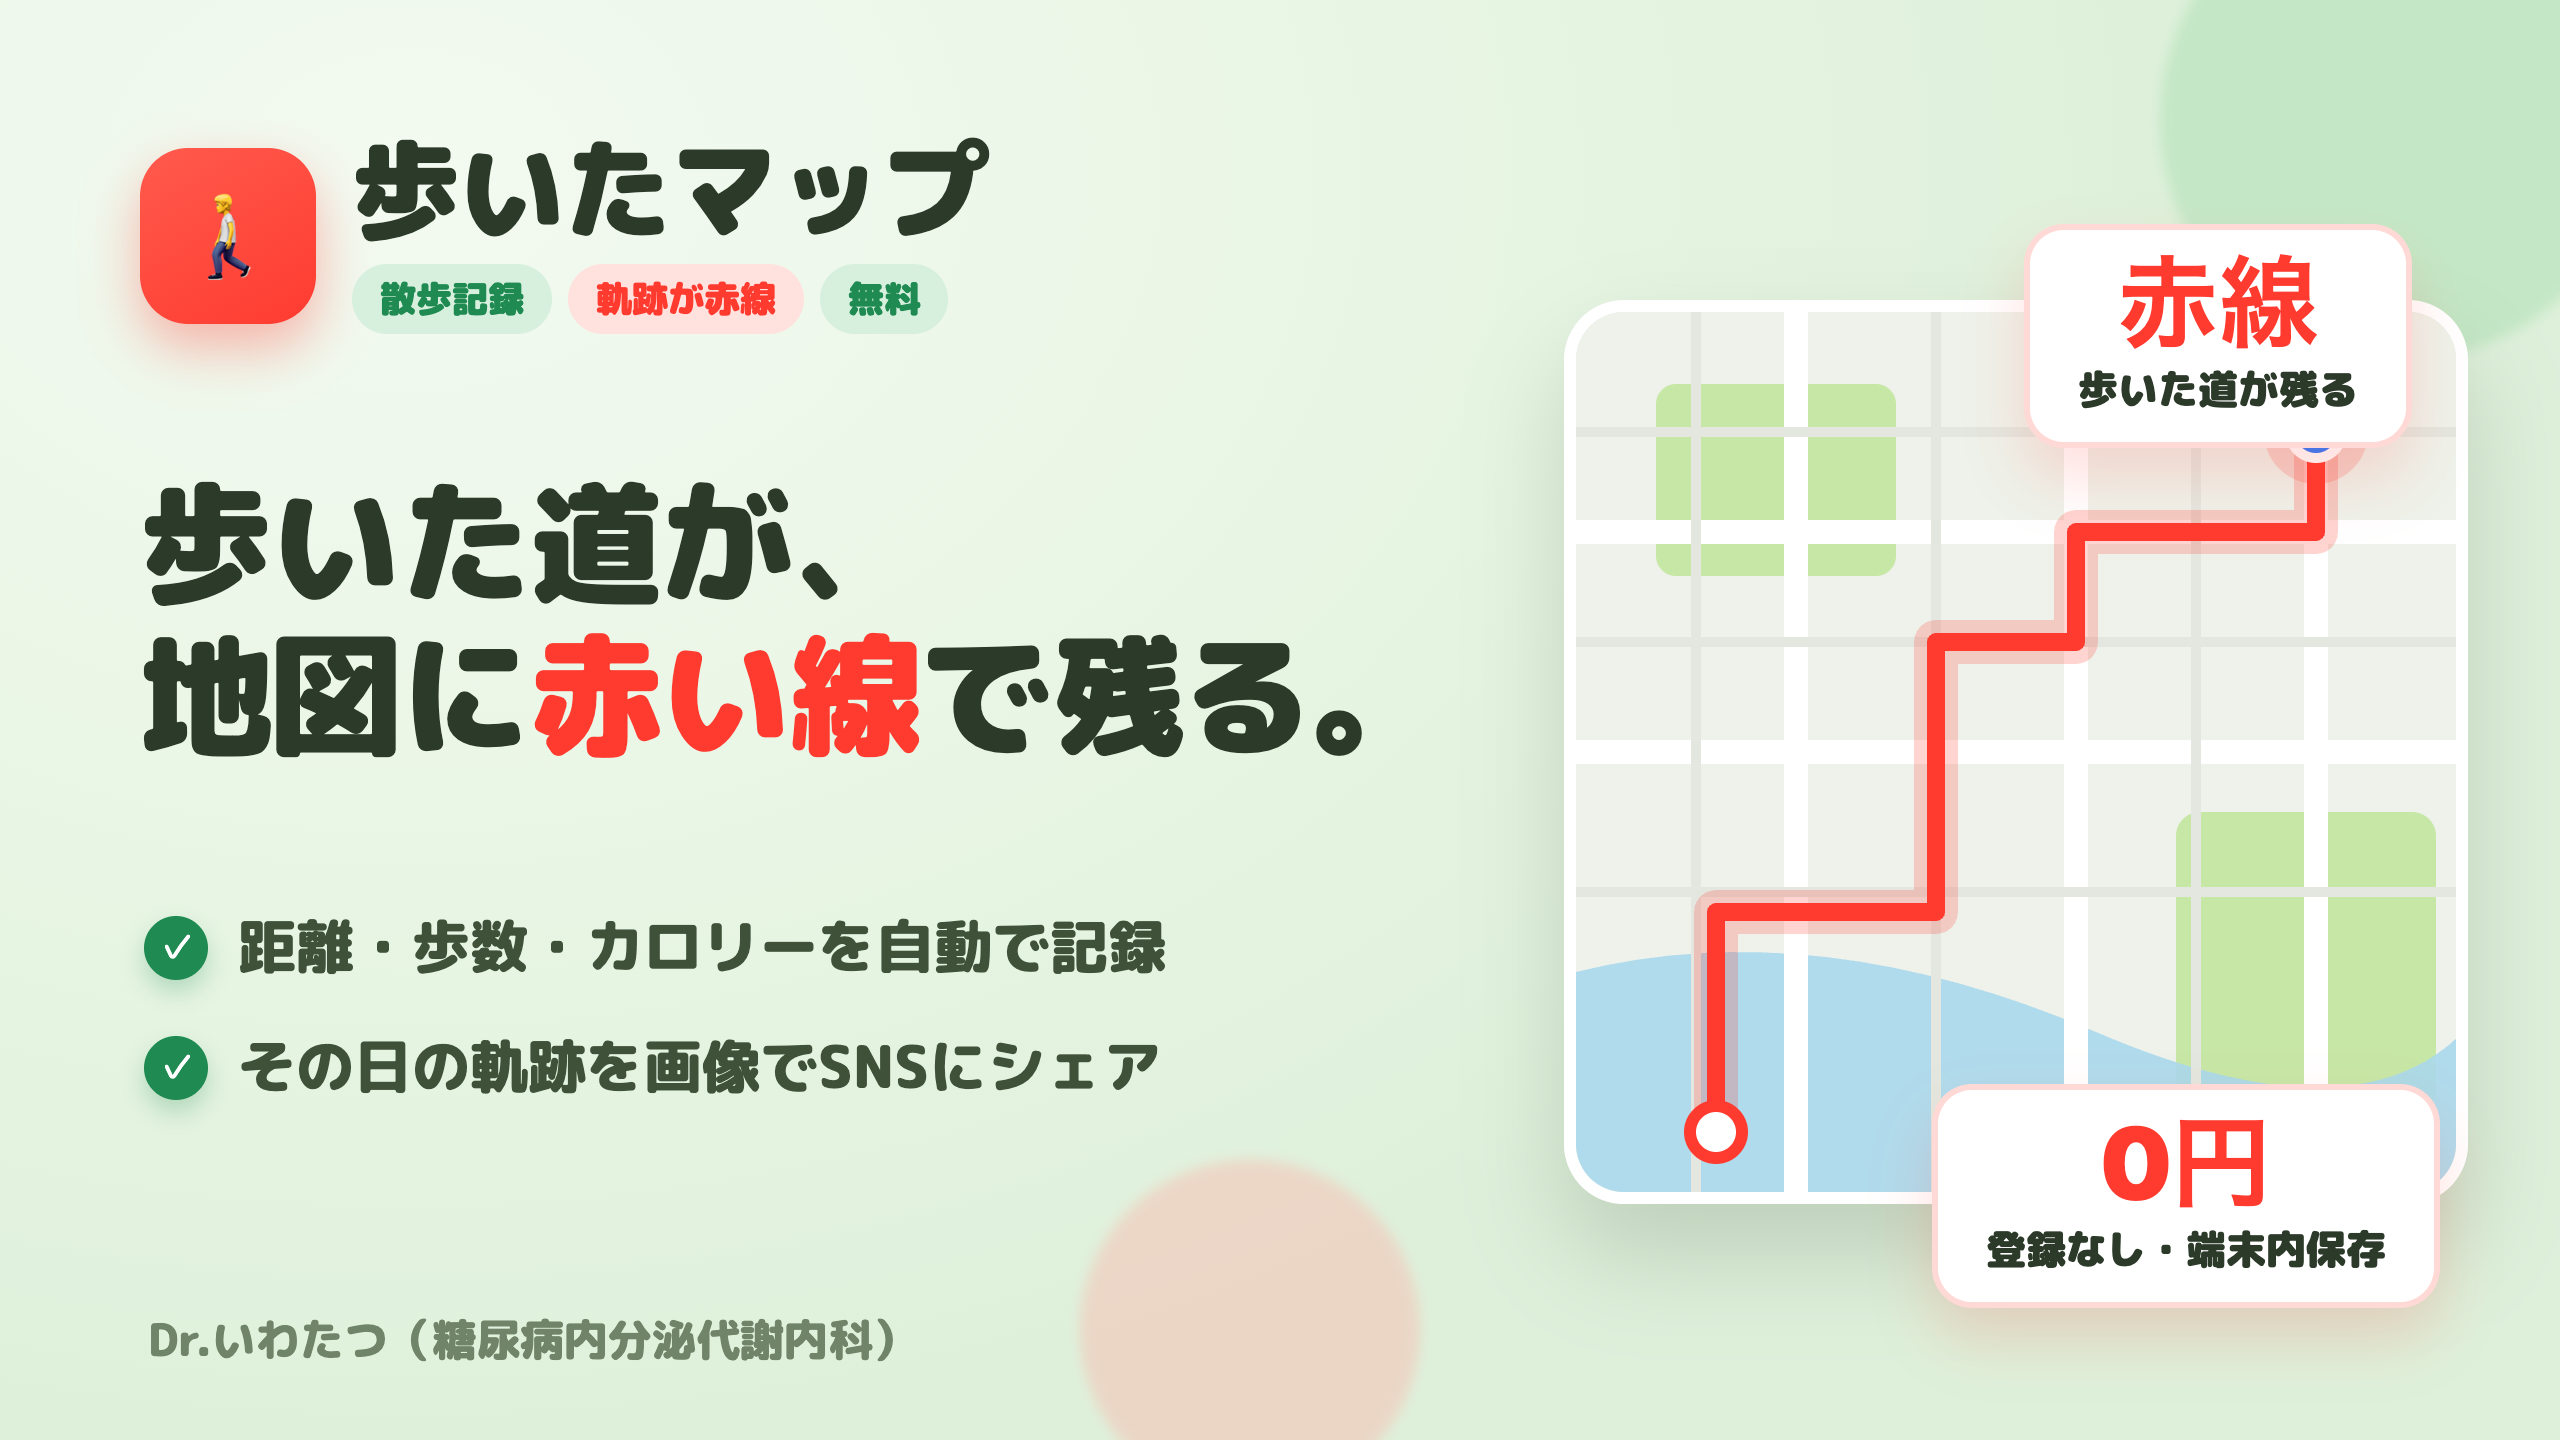 歩いたマップ
散歩記録 軌跡が赤線 無料
歩いた道が、
地図に赤い線で残る。
距離・歩数・カロリーを自動で記録
その日の軌跡を画像でSNSにシェア
Dr.いわたつ（糖尿病内分泌代謝内科）
赤線
歩いた道が残る
0円
登録なし・端末内保存